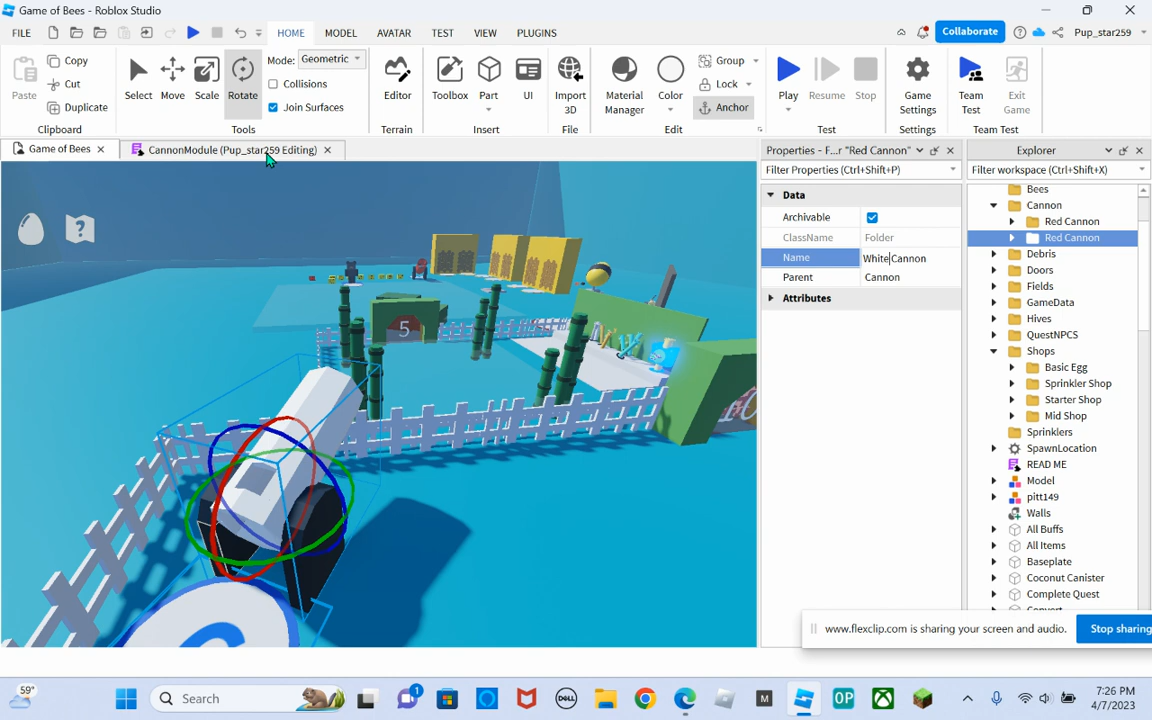 Game of Bees - Roblox Studio
FILE HOME MODEL AVATAR TEST VIEW PLUGINS Collaborate Pup_star259
Paste Copy Cut Duplicate Clipboard
Select Move Scale Rotate Mode: Geometric Collisions Join Surfaces Tools
Editor Terrain
Toolbox Part UI Insert
Import 3D File
Material Manager Color Group Lock Anchor Edit
Play Resume Stop Test
Game Settings Settings
Team Test Exit Game Team Test
Game of Bees CannonModule (Pup_star259 Editing)
5
Properties - F...r "Red Cannon"
Filter Properties (Ctrl+Shift+P)
Data
Archivable
ClassName Folder
Name White Cannon
Parent Cannon
Attributes
Explorer
Filter workspace (Ctrl+Shift+X)
Bees
Cannon
Red Cannon
Red Cannon
Debris
Doors
Fields
GameData
Hives
QuestNPCS
Shops
Basic Egg
Sprinkler Shop
Starter Shop
Mid Shop
Sprinklers
SpawnLocation
READ ME
Model
pitt149
Walls
All Buffs
All Items
Baseplate
Coconut Canister
Complete Quest
Convert
www.flexclip.com is sharing your screen and audio. Stop sharing
59° Search 1 DELL M OP 7:26 PM
4/7/2023